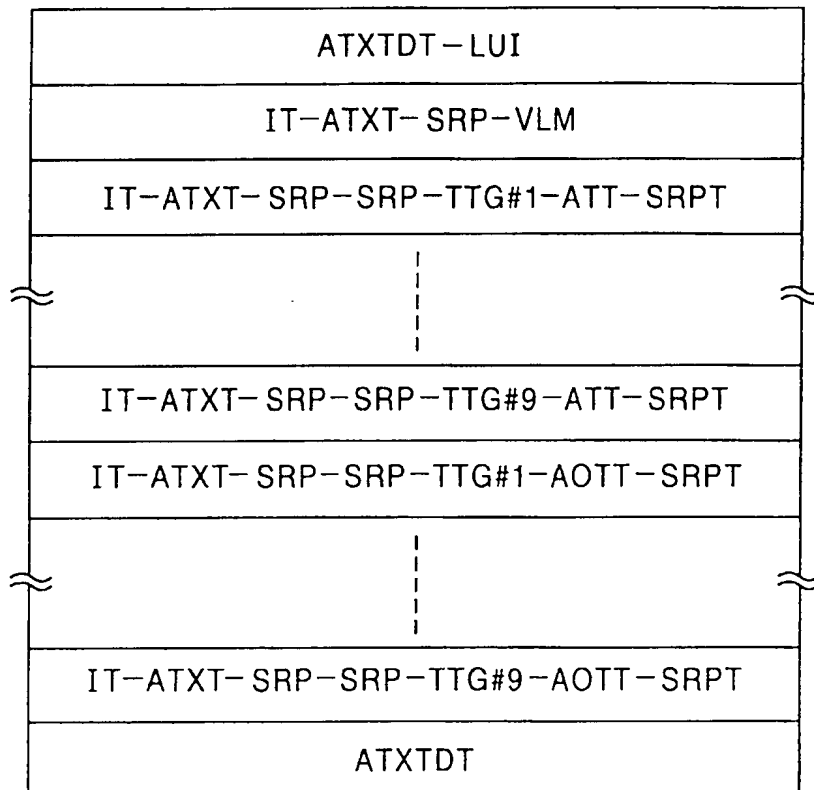 ATXTDT-LUI
IT-ATXT-SRP-VLM
IT-ATXT-SRP-SRP-TTG#1-ATT-SRPT
IT-ATXT-SRP-SRP-TTG#9-ATT-SRPT
IT-ATXT-SRP-SRP-TTG#1-AOTT-SRPT
IT-ATXT-SRP-SRP-TTG#9-AOTT-SRPT
ATXTDT